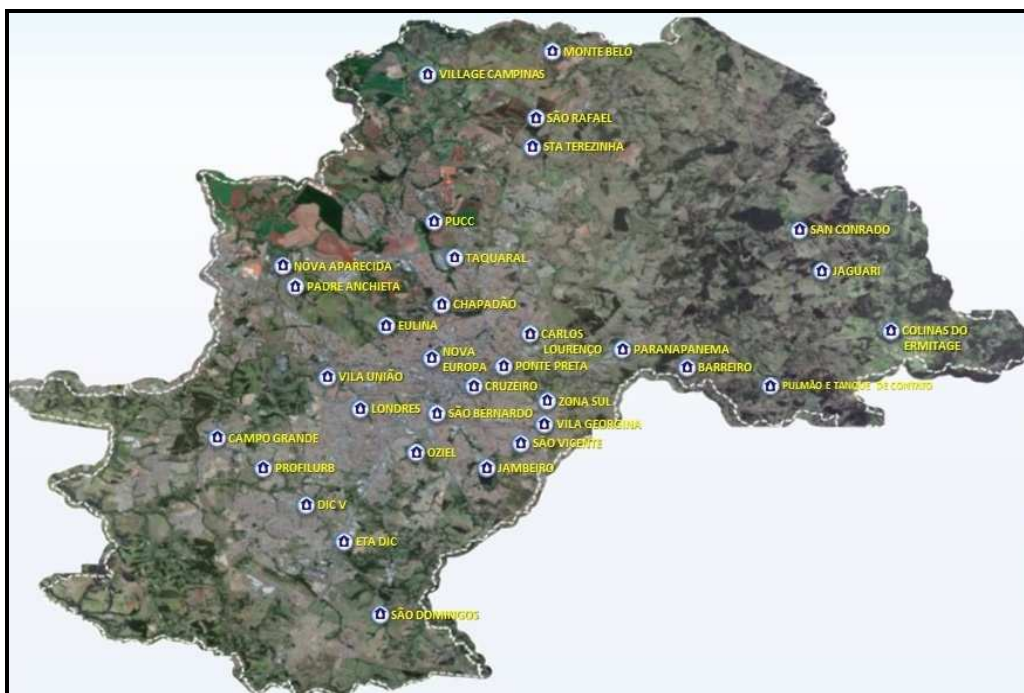 MONTE BELO
VILLAGE CAMPINAS
SÃO RAFAEL
STA TEREZINHA
PUCC
SAN CONRADO
TAQUARAL
NOVA APARECIDA
JAGUARI
PADRE ANCHIETA
CHAPADÃO
EULINA
CARLOS
LOURENÇO
COLINAS DO
ERMITAGE
PARANAPANEMA
NOVA
EUROPA
PONTE PRETA
BARREIRO
VILA UNIÃO
CRUZEIRO
PULMÃO E TANQUE DE CONTATO
ZONA SUL
LONDRES
SÃO BERNARDO
VILA GEORGINA
CAMPO GRANDE
SÃO VICENTE
OZIEL
PROFILURB
JAMBEIRO
DIC V
ETA DIC
SÃO DOMINGOS